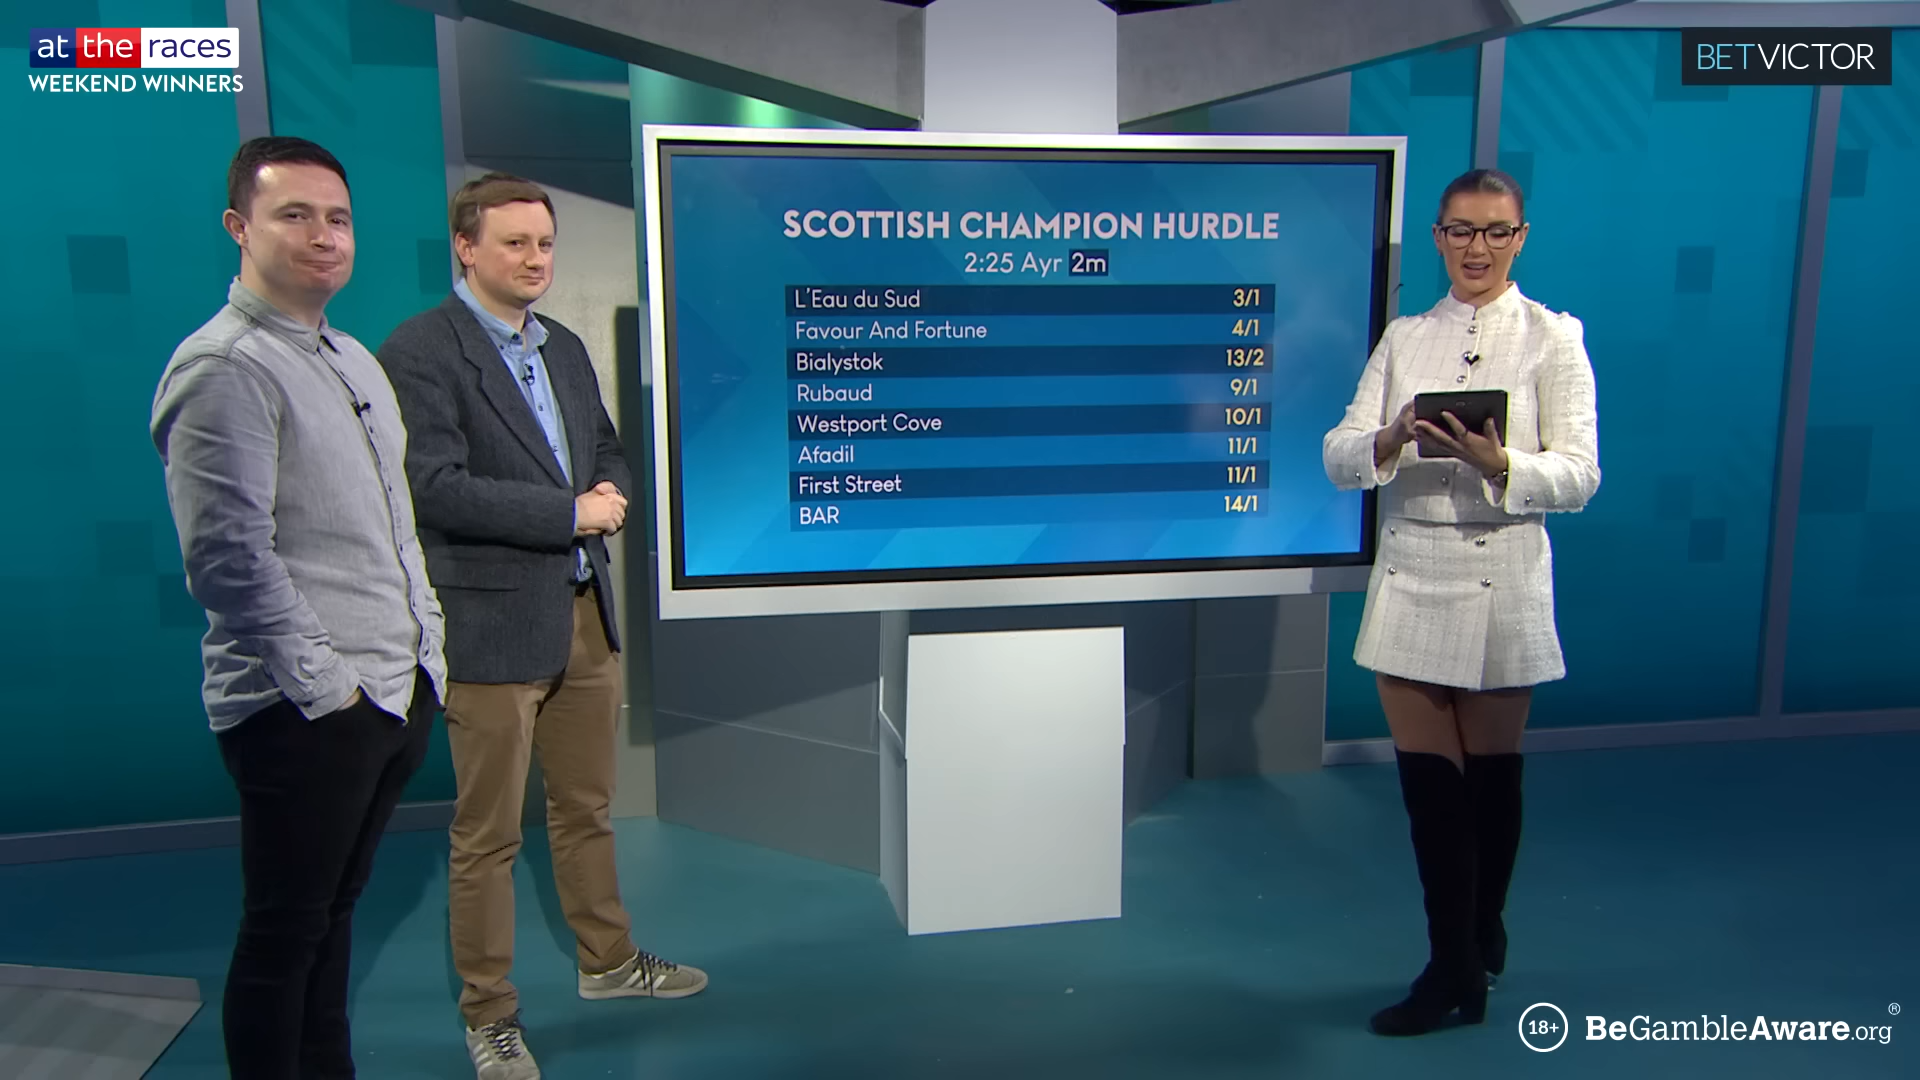 at the races
WEEKEND WINNERS
BETVICTOR
SCOTTISH CHAMPION HURDLE
2:25 Ayr 2m
L'Eau du Sud 3/1
Favour And Fortune 4/1
Bialystok 13/2
Rubaud 9/1
Westport Cove 10/1
Afadil 11/1
First Street 11/1
BAR 14/1
18+ BeGambleAware.org®